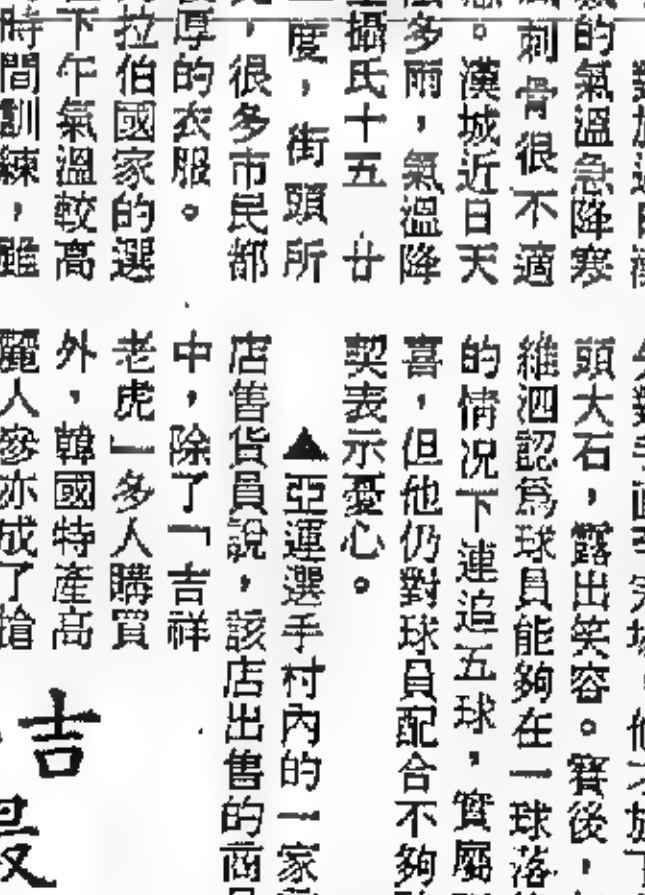 的氣溫急降寒
刺骨很不適
。漢城近日天
多雨，氣溫降
攝氏十五 廿
度，街頭所
，很多市民都
厚的衣服。
拉伯國家的選
下午氣溫較高
時間訓練，雖
頭大石，露出笑容。賽後，
維泗認爲球員能夠在一球落
的情況下連追五球，實屬
喜，但他仍對球員配合不夠
契表示憂心。
▲亞運選手村內的一家
店售貨員說，該店出售的商
中，除了「吉祥
老虎」多人購買
外，韓國特產高
麗人參亦成了搶
吉